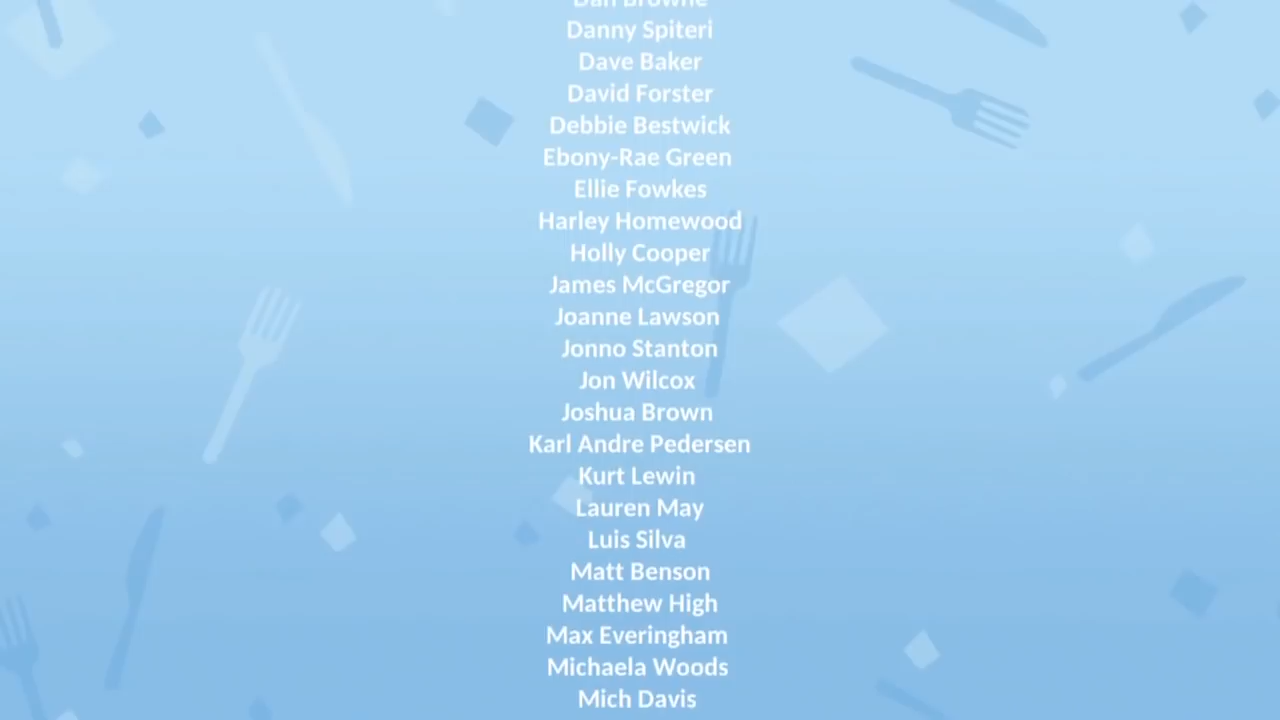 Dan Browne
Danny Spiteri
Dave Baker
David Forster
Debbie Bestwick
Ebony-Rae Green
Ellie Fowkes
Harley Homewood
Holly Cooper
James McGregor
Joanne Lawson
Jonno Stanton
Jon Wilcox
Joshua Brown
Karl Andre Pedersen
Kurt Lewin
Lauren May
Luis Silva
Matt Benson
Matthew High
Max Everingham
Michaela Woods
Mich Davis